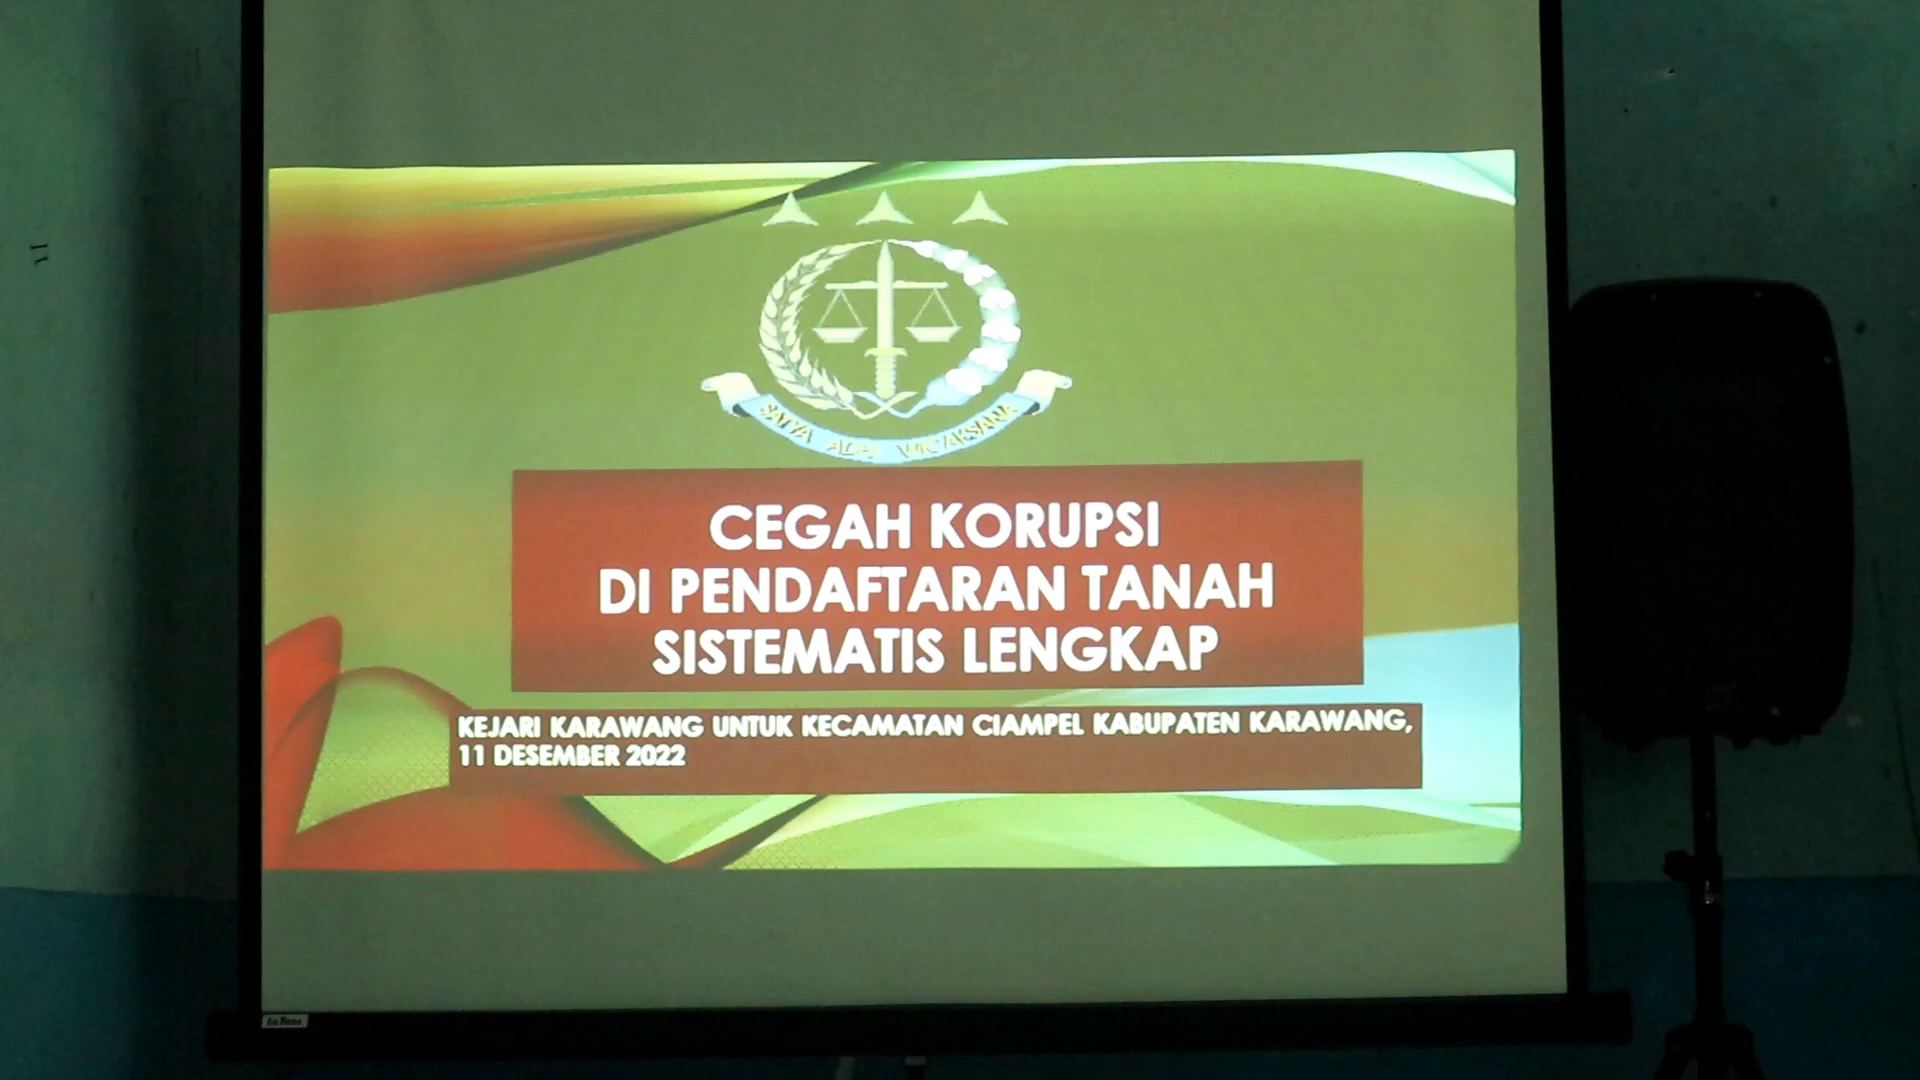 SATYA ADHI WICAKSANA
CEGAH KORUPSI
DI PENDAFTARAN TANAH
SISTEMATIS LENGKAP
KEJARI KARAWANG UNTUK KECAMATAN CIAMPEL KABUPATEN KARAWANG,
11 DESEMBER 2022